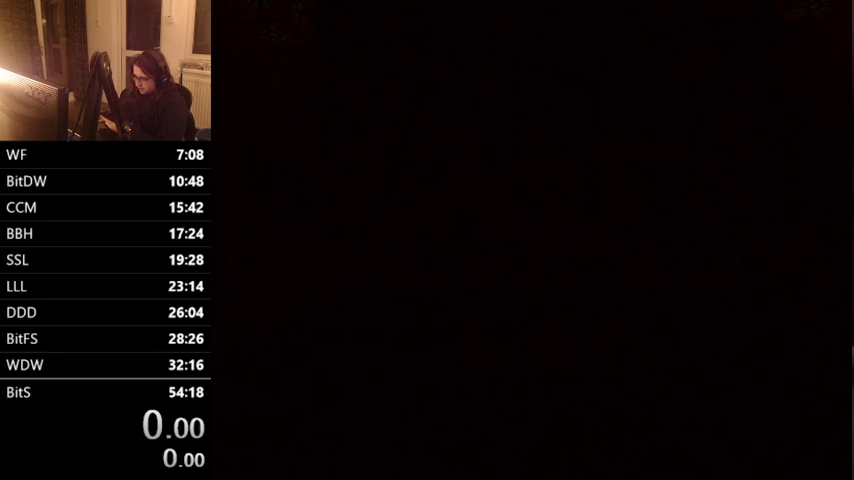 WF 7:08
BitDW 10:48
CCM 15:42
BBH 17:24
SSL 19:28
LLL 23:14
DDD 26:04
BitFS 28:26
WDW 32:16
BitS 54:18
0.00
0.00